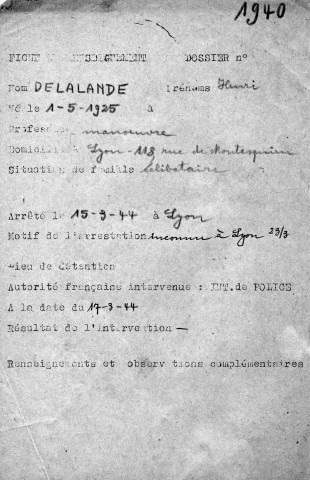 1940
FICHE DE RENSEIGNEMENT DOSSIER n°
Nom DELALANDE Prénoms Henri
Né le 1-5-1925 à
Profession manoeuvre
Domicilié à Lyon - 118, rue de Montesquieu
Situation de famille célibataire
Arrêté le 15-3-44 à Lyon
Motif de l'arrestation inconnu à Lyon 23/3
Lieu de détention
Autorité française intervenue : INT. de POLICE
A la date du 17-3-44
Résultat de l'intervention —
Renseignements et observations complémentaires